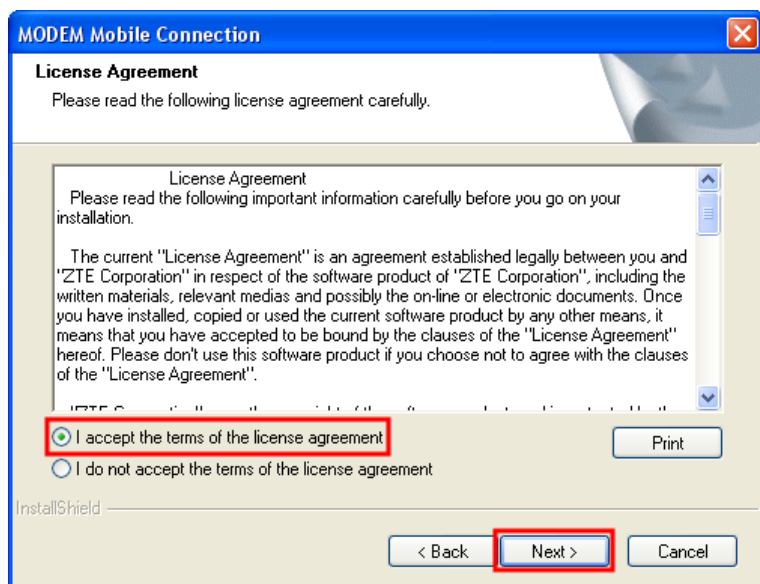 MODEM Mobile Connection
License Agreement
Please read the following license agreement carefully.
License Agreement
Please read the following important information carefully before you go on your
installation.
The current "License Agreement" is an agreement established legally between you and
"ZTE Corporation" in respect of the software product of "ZTE Corporation", including the
written materials, relevant medias and possibly the on-line or electronic documents. Once
you have installed, copied or used the current software product by any other means, it
means that you have accepted to be bound by the clauses of the "License Agreement"
hereof. Please don't use this software product if you choose not to agree with the clauses
of the "License Agreement".
I accept the terms of the license agreement
Print
I do not accept the terms of the license agreement
InstallShield
< Back
Next >
Cancel